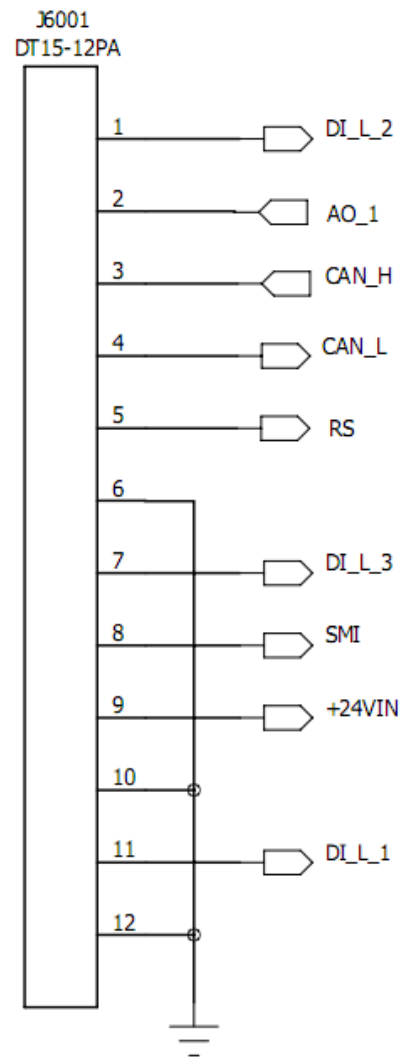 J6001
DT15-12PA
1 DI_L_2
2 AO_1
3 CAN_H
4 CAN_L
5 RS
6
7 DI_L_3
8 SMI
9 +24VIN
10
11 DI_L_1
12